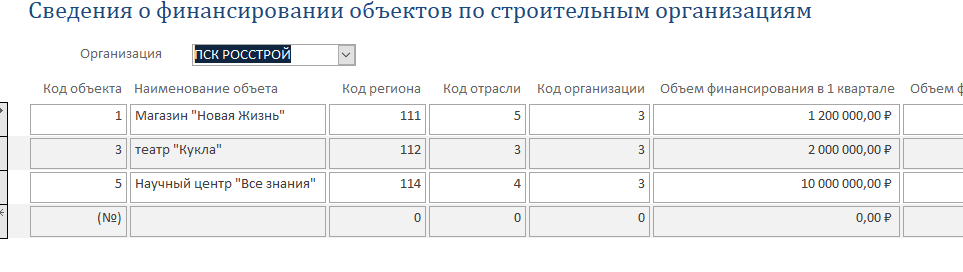 Сведения о финансировании объектов по строительным организациям
Организация ПСК РОССТРОЙ
Код объекта Наименование объета Код региона Код отрасли Код организации Объем финансирования в 1 квартале Объем ф
1 Магазин "Новая Жизнь" 111 5 3 1 200 000,00 ₽
3 театр "Кукла" 112 3 3 2 000 000,00 ₽
5 Научный центр "Все знания" 114 4 3 10 000 000,00 ₽
(№) 0 0 0 0,00 ₽